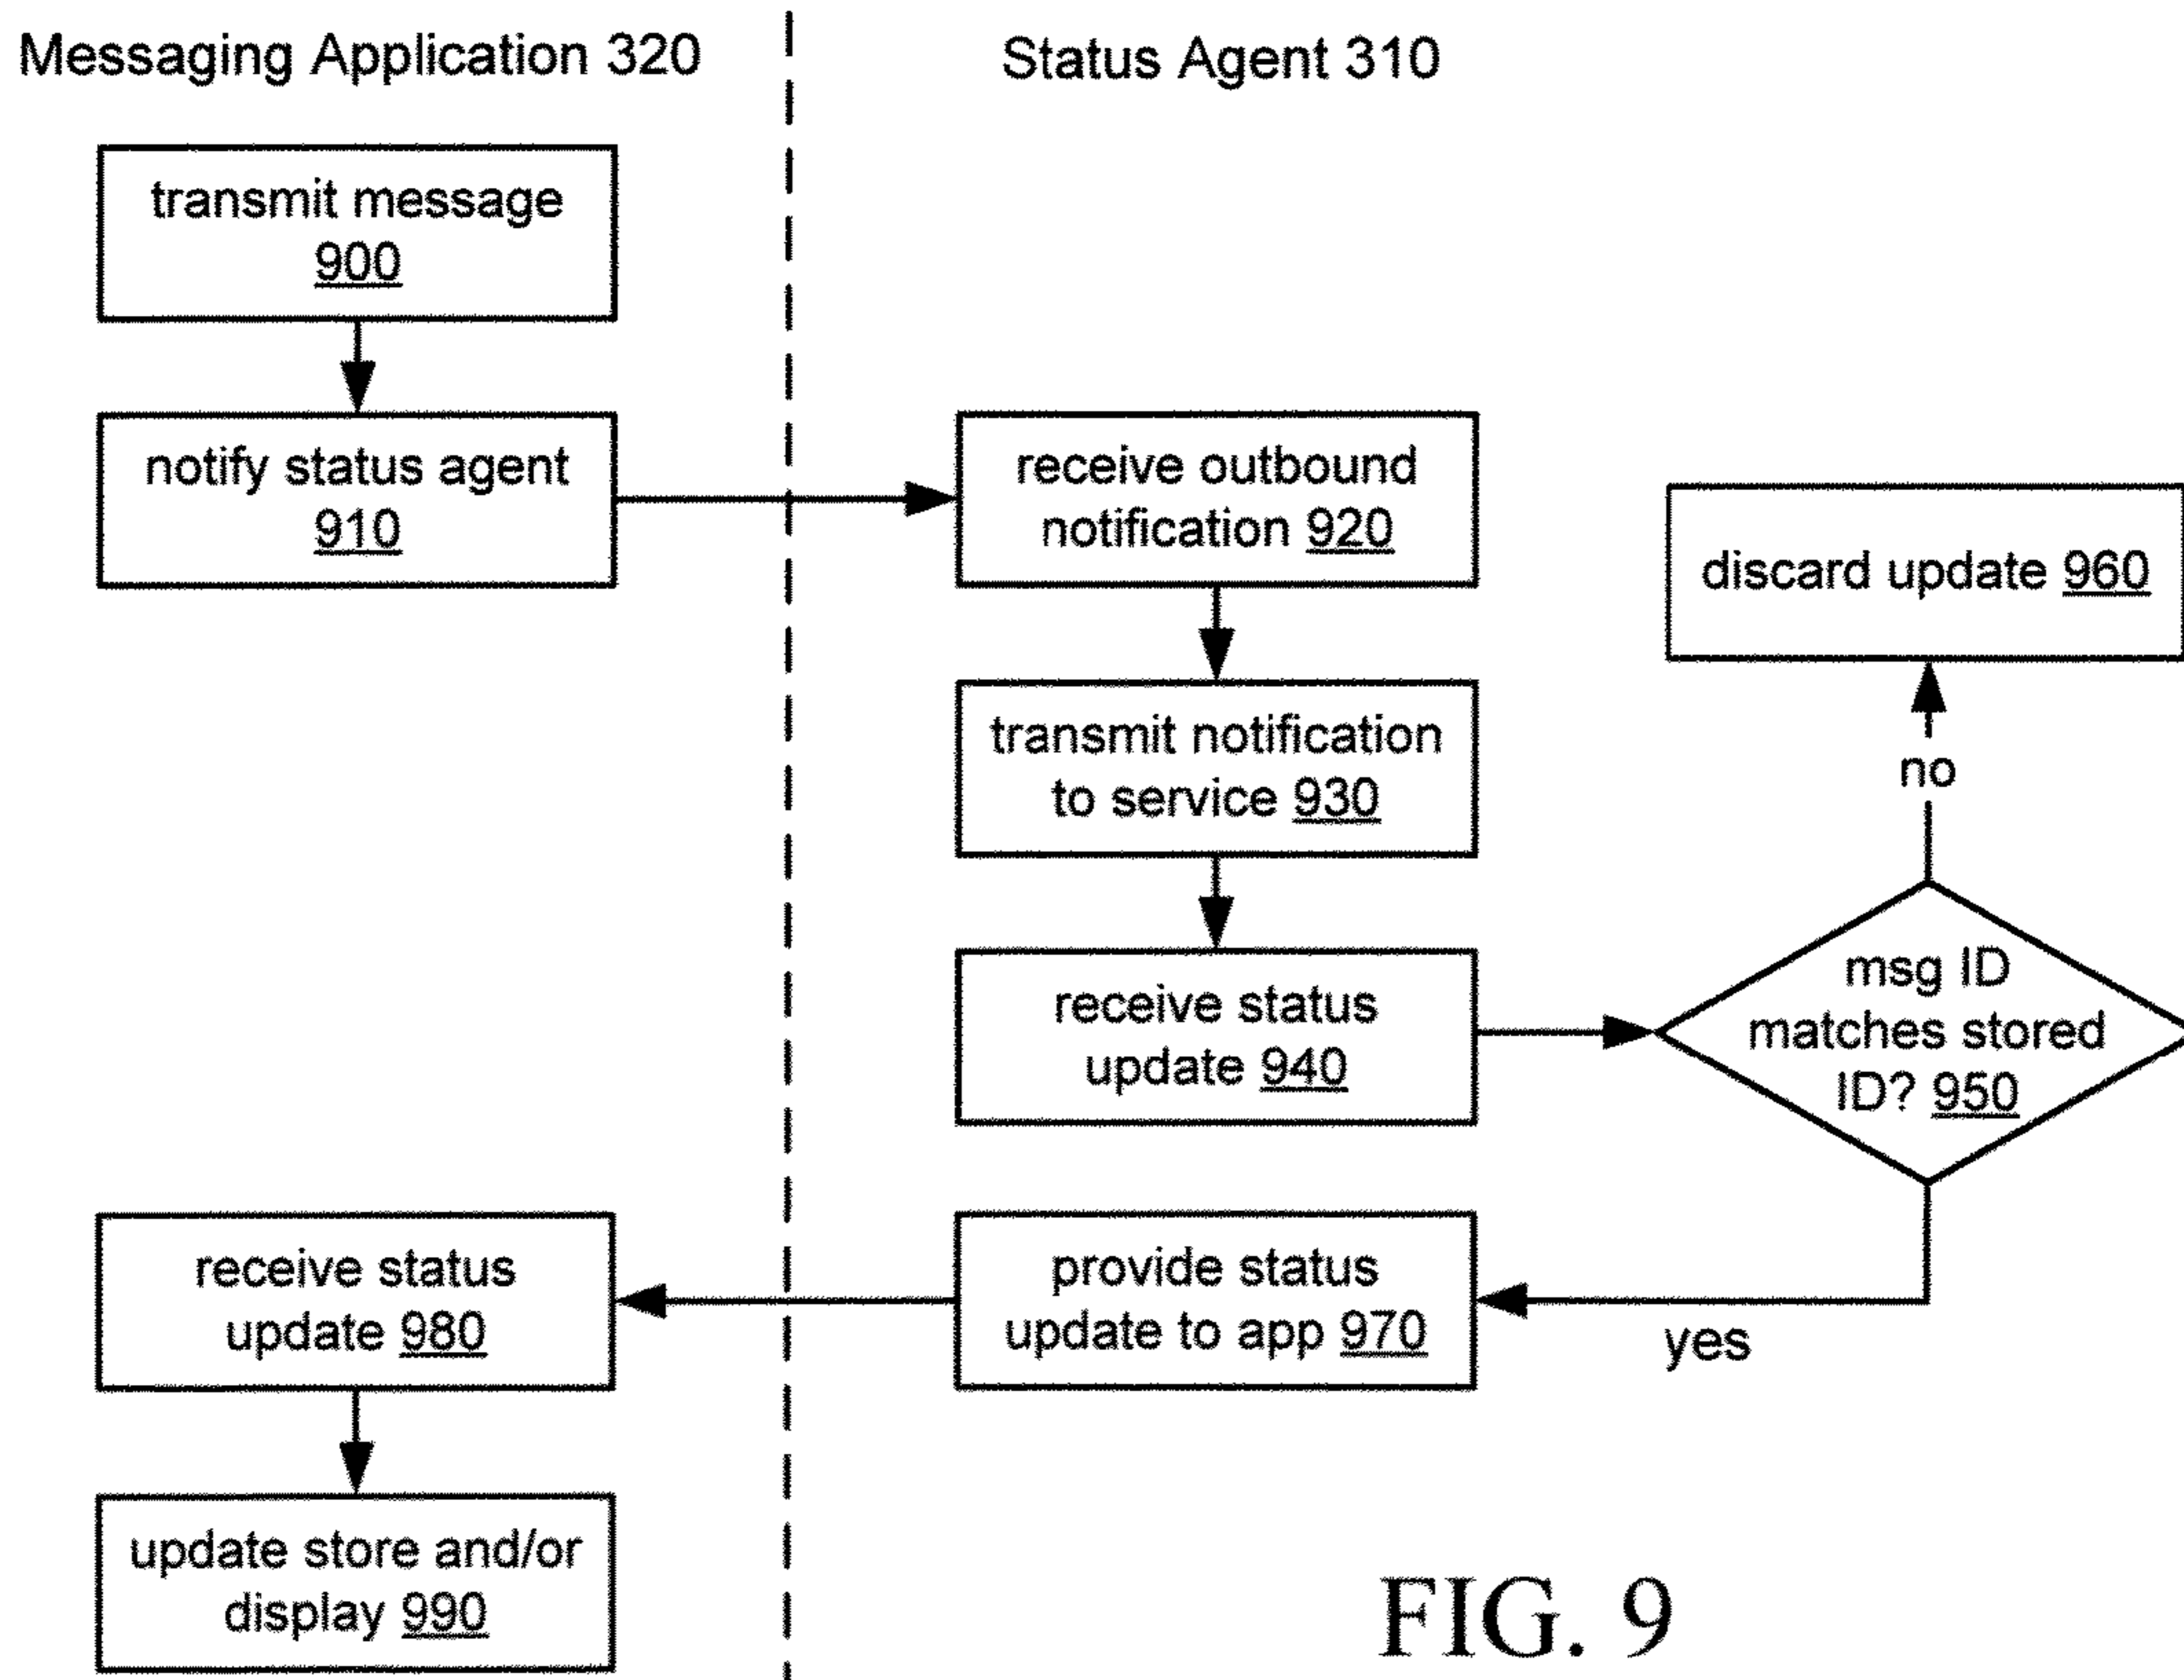 Messaging Application 320
Status Agent 310
transmit message
900
notify status agent
910
receive outbound
notification 920
discard update 960
transmit notification
to service 930
no
receive status
update 940
msg ID
matches stored
ID? 950
receive status
update 980
provide status
update to app 970
yes
update store and/or
display 990
FIG. 9